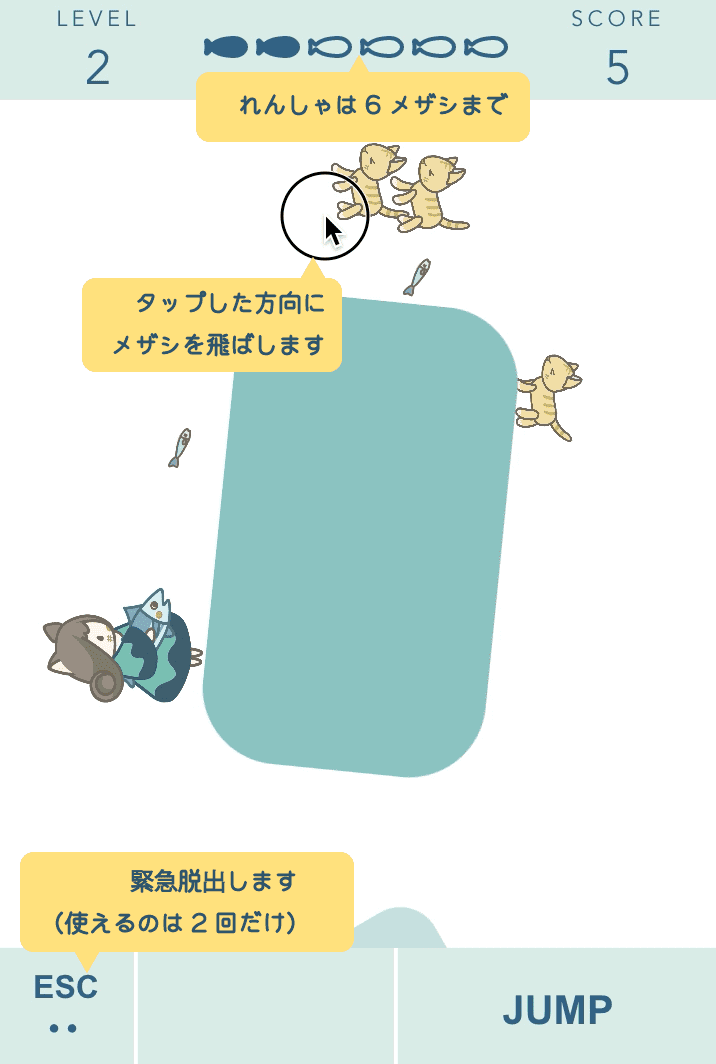 LEVEL
2
SCORE
5
れんしゃは 6 メザシまで
タップした方向に
メザシを飛ばします
緊急脱出します
(使えるのは 2 回だけ)
ESC
JUMP